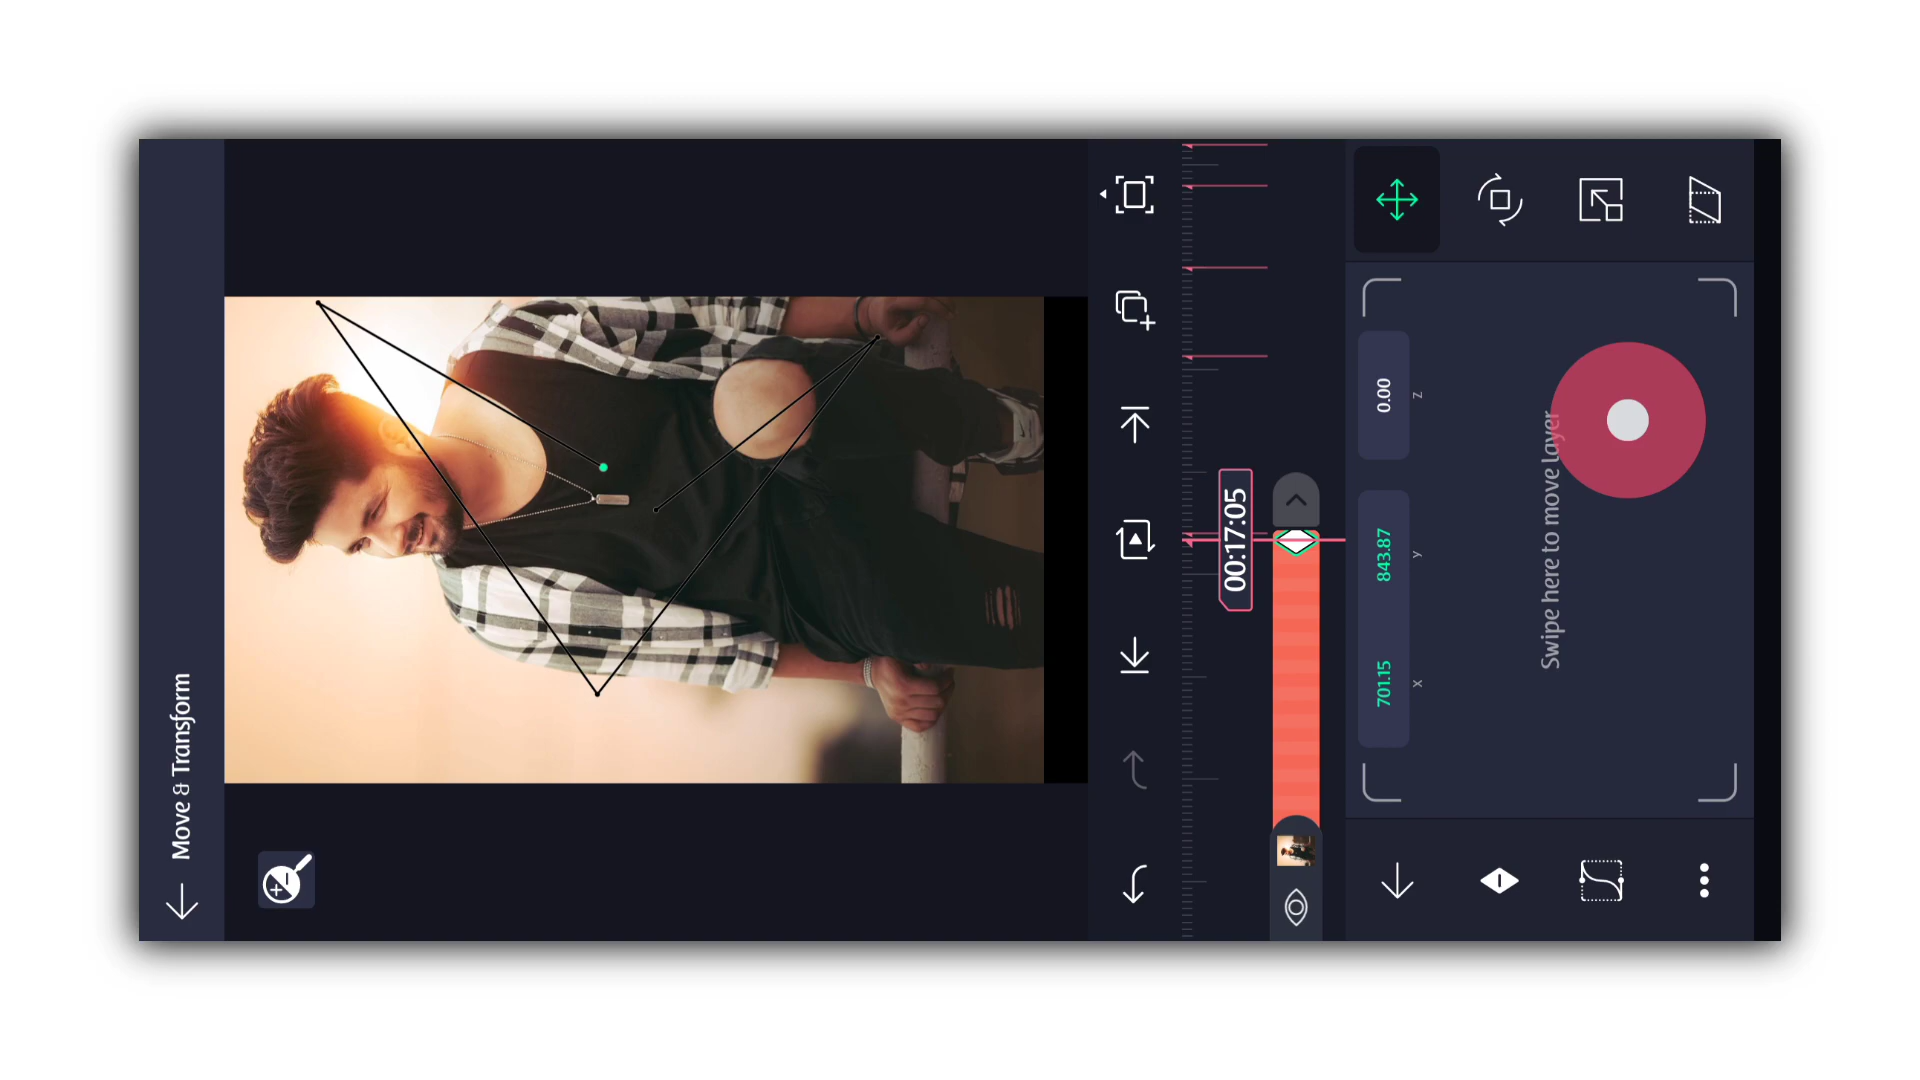 Move & Transform
00:17:05
701.15
843.87
0.00
x
y
z
Swipe here to move layer